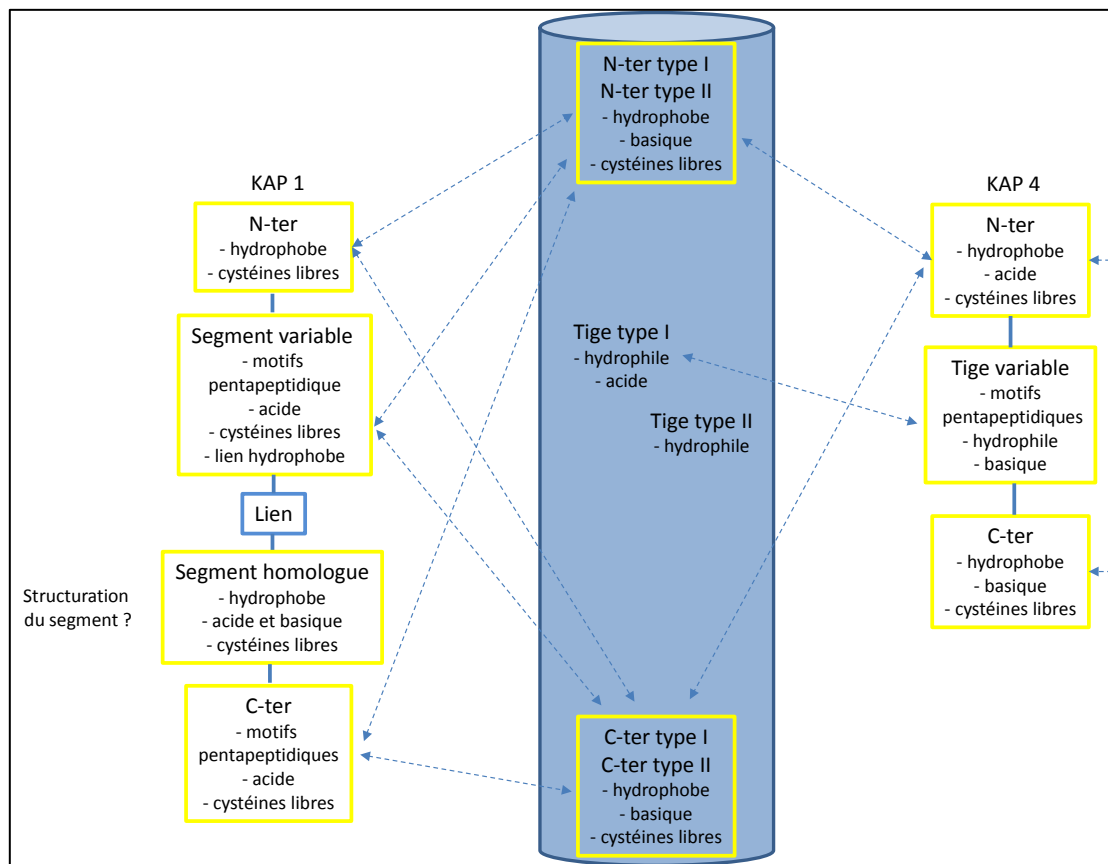 KAP 1
N-ter
- hydrophobe
- cystéines libres
Segment variable
- motifs
pentapeptidique
- acide
- cystéines libres
- lien hydrophobe
Lien
Segment homologue
- hydrophobe
- acide et basique
- cystéines libres
Structuration
du segment ?
C-ter
- motifs
pentapeptidiques
- acide
- cystéines libres
N-ter type I
N-ter type II
- hydrophobe
- basique
- cystéines libres
Tige type I
- hydrophile
- acide
Tige type II
- hydrophile
C-ter type I
C-ter type II
- hydrophobe
- basique
- cystéines libres
KAP 4
N-ter
- hydrophobe
- acide
- cystéines libres
Tige variable
- motifs
pentapeptidiques
- hydrophile
- basique
C-ter
- hydrophobe
- basique
- cystéines libres